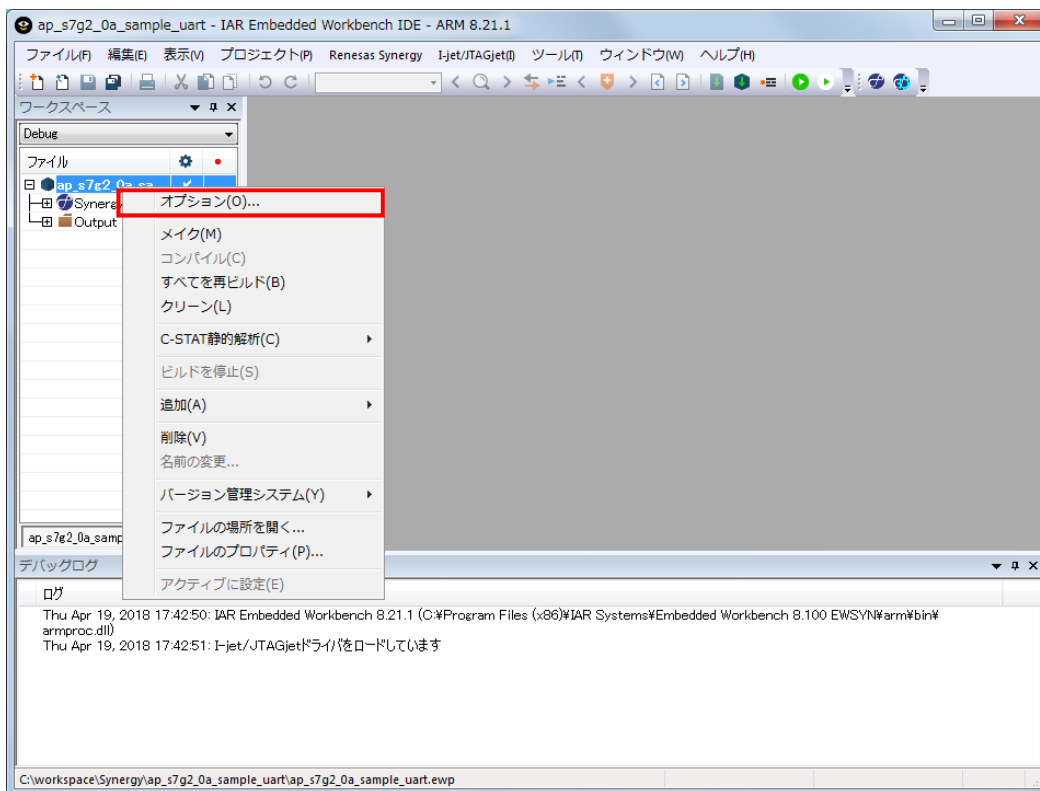 ap_s7g2_0a_sample_uart - IAR Embedded Workbench IDE - ARM 8.21.1
ファイル(F) 編集(E) 表示(V) プロジェクト(P) Renesas Synergy I-jet/JTAGjet(J) ツール(T) ウィンドウ(W) ヘルプ(H)
ワークスペース
Debug
ファイル
ap_s7g2_0a_sa
Synergy
Output
オプション(O)...
メイク(M)
コンパイル(C)
すべてを再ビルド(B)
クリーン(L)
C-STAT静的解析(C)
ビルドを停止(S)
追加(A)
削除(V)
名前の変更...
バージョン管理システム(Y)
ファイルの場所を開く...
ファイルのプロパティ(P)...
アクティブに設定(E)
ap_s7g2_0a_samp
デバッグログ
ログ
Thu Apr 19, 2018 17:42:50: IAR Embedded Workbench 8.21.1 (C:¥Program Files (x86)¥IAR Systems¥Embedded Workbench 8.100 EWSYN¥arm¥bin¥
armproc.dll)
Thu Apr 19, 2018 17:42:51: I-jet/JTAGjetドライバをロードしています
C:\workspace\Synergy\ap_s7g2_0a_sample_uart\ap_s7g2_0a_sample_uart.ewp